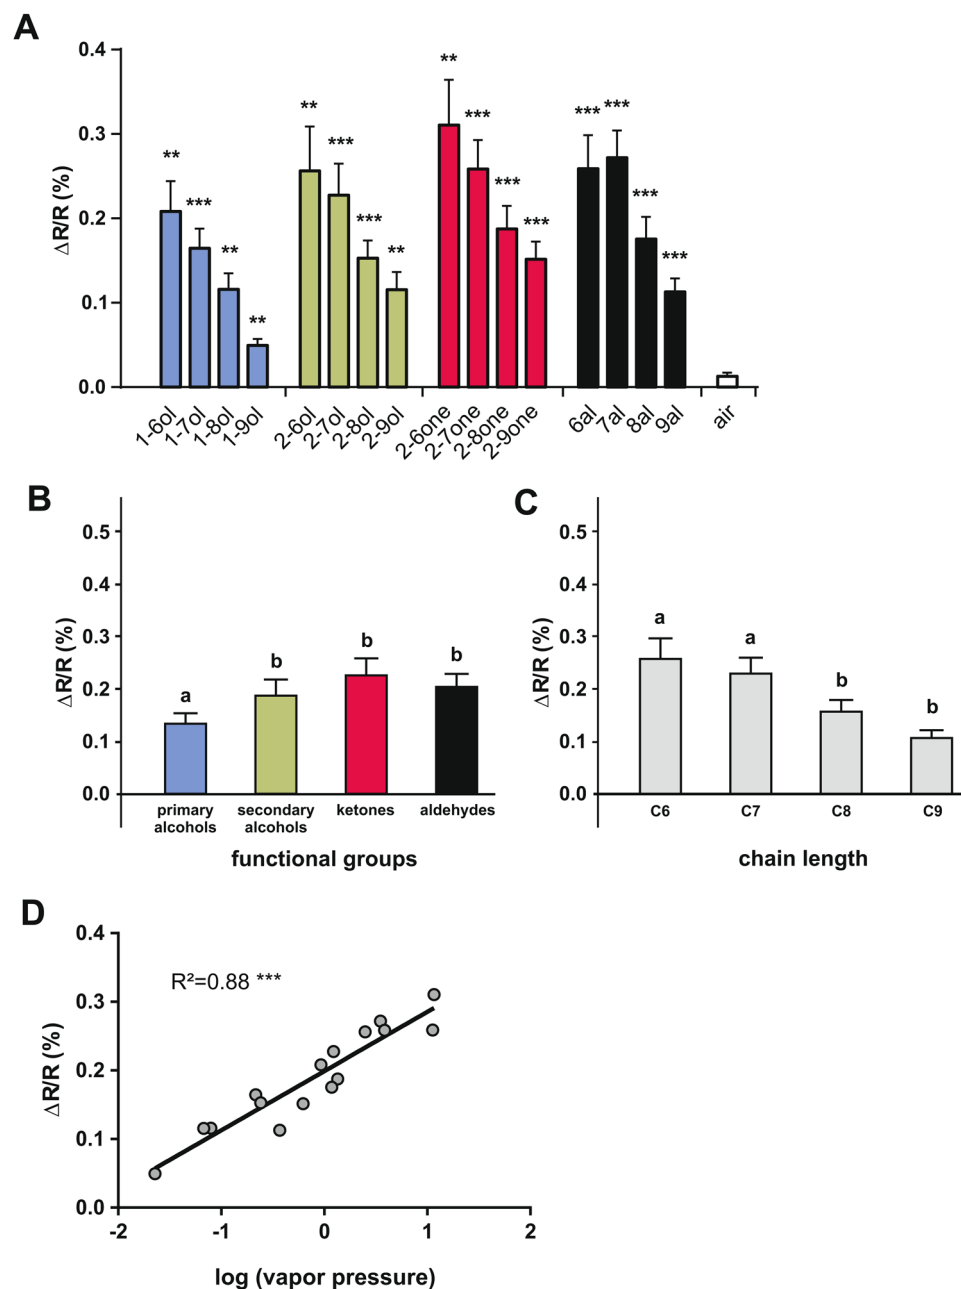 A
0.4
0.3
0.2
0.1
0.0
ΔR/R (%)
** *** ** **
** *** *** **
** *** *** ***
*** *** *** ***
1-6ol 1-7ol 1-8ol 1-9ol 2-6ol 2-7ol 2-8ol 2-9ol 2-6one 2-7one 2-8one 2-9one 6al 7al 8al 9al air
B
0.5
0.4
0.3
0.2
0.1
0.0
ΔR/R (%)
a b b b
primary secondary ketones aldehydes
alcohols alcohols
functional groups
C
0.5
0.4
0.3
0.2
0.1
0.0
ΔR/R (%)
a a b b
C6 C7 C8 C9
chain length
D
0.4
0.3
0.2
0.1
0.0
ΔR/R (%)
R²=0.88 ***
-2 -1 0 1 2
log (vapor pressure)